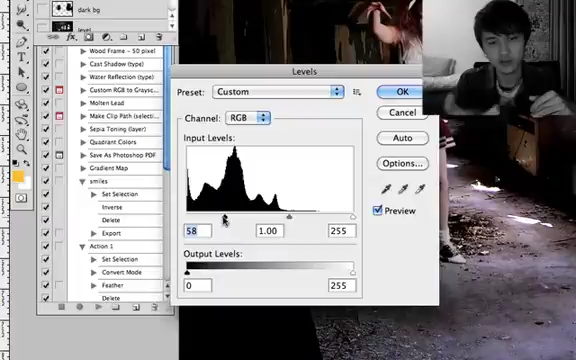 dark bg
level
Wood Frame - 50 pixel
Cast Shadow (type)
Water Reflection (type)
Custom RGB to Graysc...
Molten Lead
Make Clip Path (selecti...
Sepia Toning (layer)
Quadrant Colors
Save As Photoshop PDF
Gradient Map
smiles
Set Selection
Inverse
Delete
Export
Action 1
Set Selection
Convert Mode
Feather
Delete
Levels
Preset: Custom
OK
Channel: RGB
Cancel
Input Levels:
Auto
Options...
Preview
58 1.00 255
Output Levels:
0 255